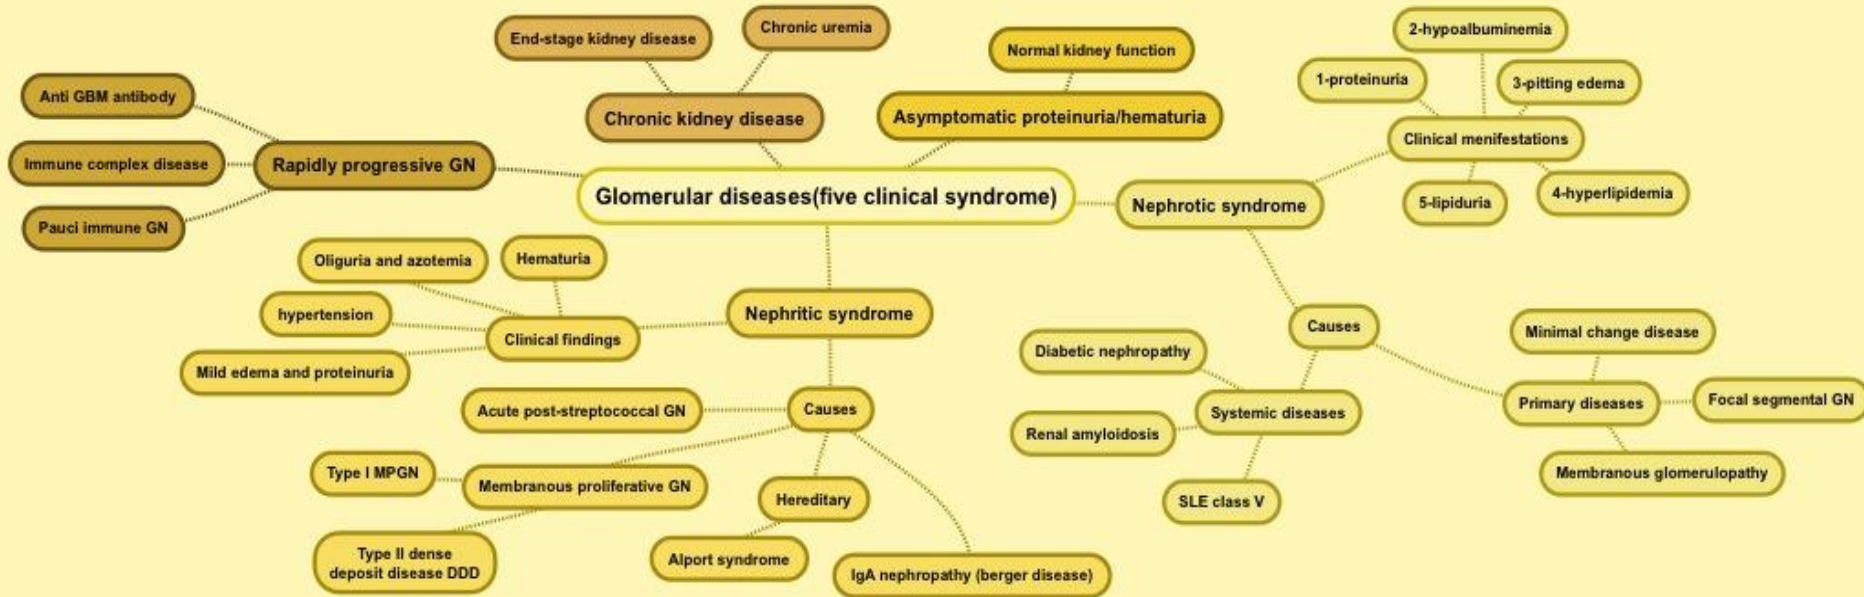 Glomerular diseases(five clinical syndrome)
Rapidly progressive GN
Anti GBM antibody
Immune complex disease
Pauci immune GN
Chronic kidney disease
End-stage kidney disease
Chronic uremia
Asymptomatic proteinuria/hematuria
Normal kidney function
Nephrotic syndrome
Clinical menifestations
1-proteinuria
2-hypoalbuminemia
3-pitting edema
4-hyperlipidemia
5-lipiduria
Causes
Systemic diseases
Diabetic nephropathy
Renal amyloidosis
SLE class V
Primary diseases
Minimal change disease
Focal segmental GN
Membranous glomerulopathy
Nephritic syndrome
Clinical findings
Hematuria
Oliguria and azotemia
hypertension
Mild edema and proteinuria
Causes
Acute post-streptococcal GN
Membranous proliferative GN
Type I MPGN
Type II dense
deposit disease DDD
Hereditary
Alport syndrome
IgA nephropathy (berger disease)